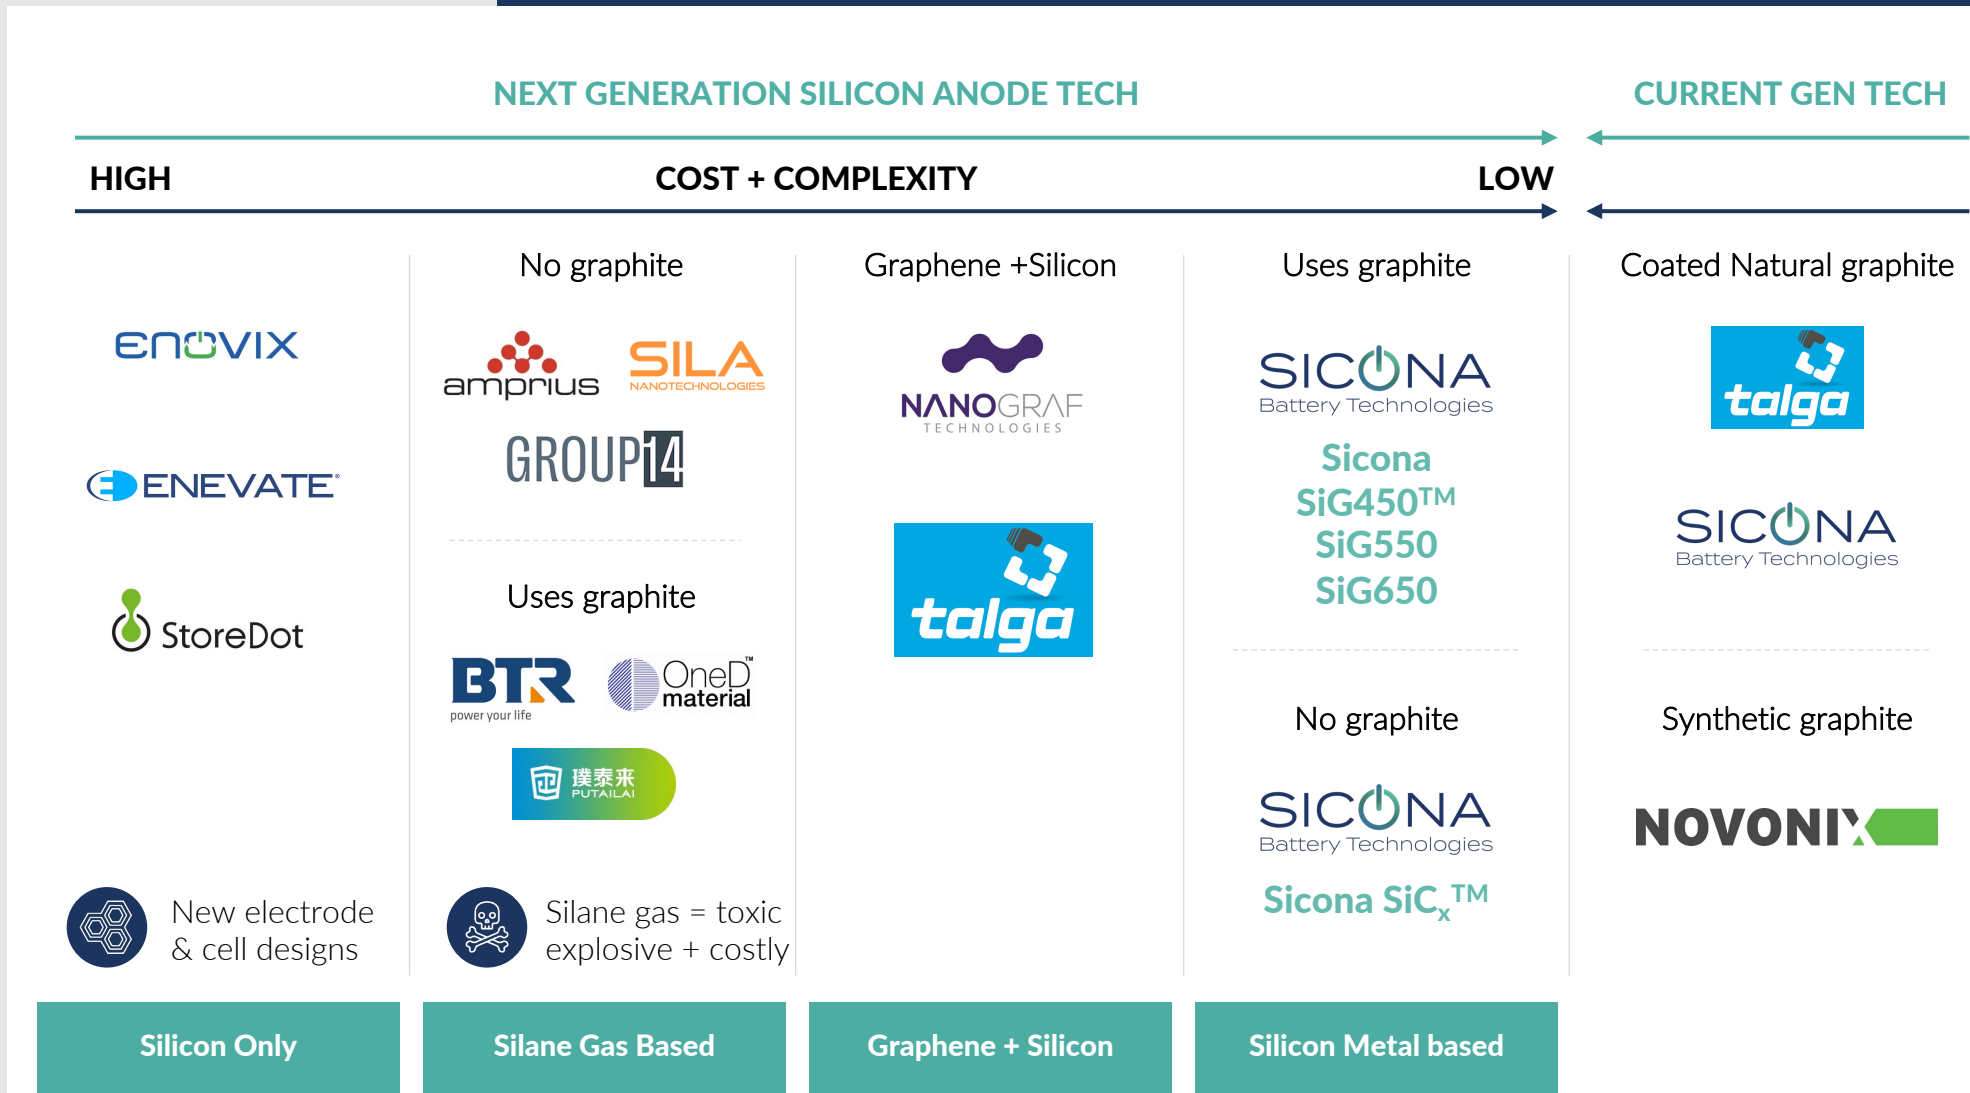 NEXT GENERATION SILICON ANODE TECH
CURRENT GEN TECH
HIGH
COST + COMPLEXITY
LOW
enovix
ENEVATE®
StoreDot
New electrode
& cell designs
Silicon Only
No graphite
amprius
SILA
NANOTECHNOLOGIES
GROUP14
Uses graphite
BTR
power your life
OneD™
material
璞泰来
PUTAILAI
Silane gas = toxic
explosive + costly
Silane Gas Based
Graphene +Silicon
NANOGRAF
TECHNOLOGIES
talga
Graphene + Silicon
Uses graphite
SICONA
Battery Technologies
Sicona
SiG450™
SiG550
SiG650
No graphite
SICONA
Battery Technologies
Sicona SiCx™
Silicon Metal based
Coated Natural graphite
talga
SICONA
Battery Technologies
Synthetic graphite
NOVONIX